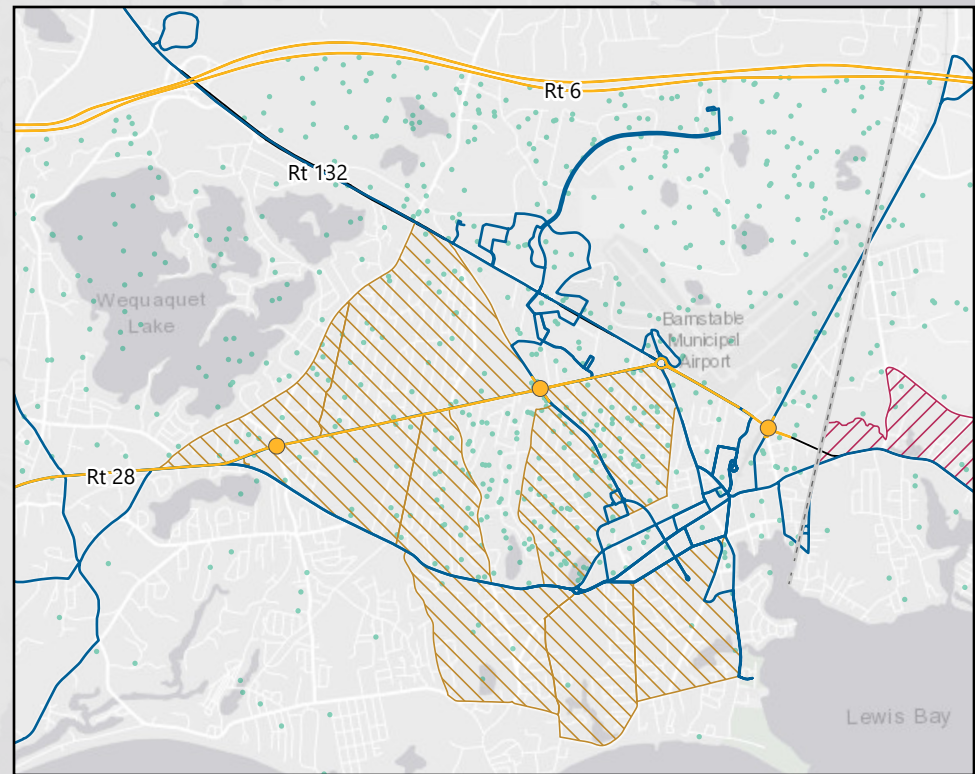 Rt 6
Rt 132
Wequaquet
Lake
Barnstable
Municipal
Airport
Rt 28
Lewis Bay